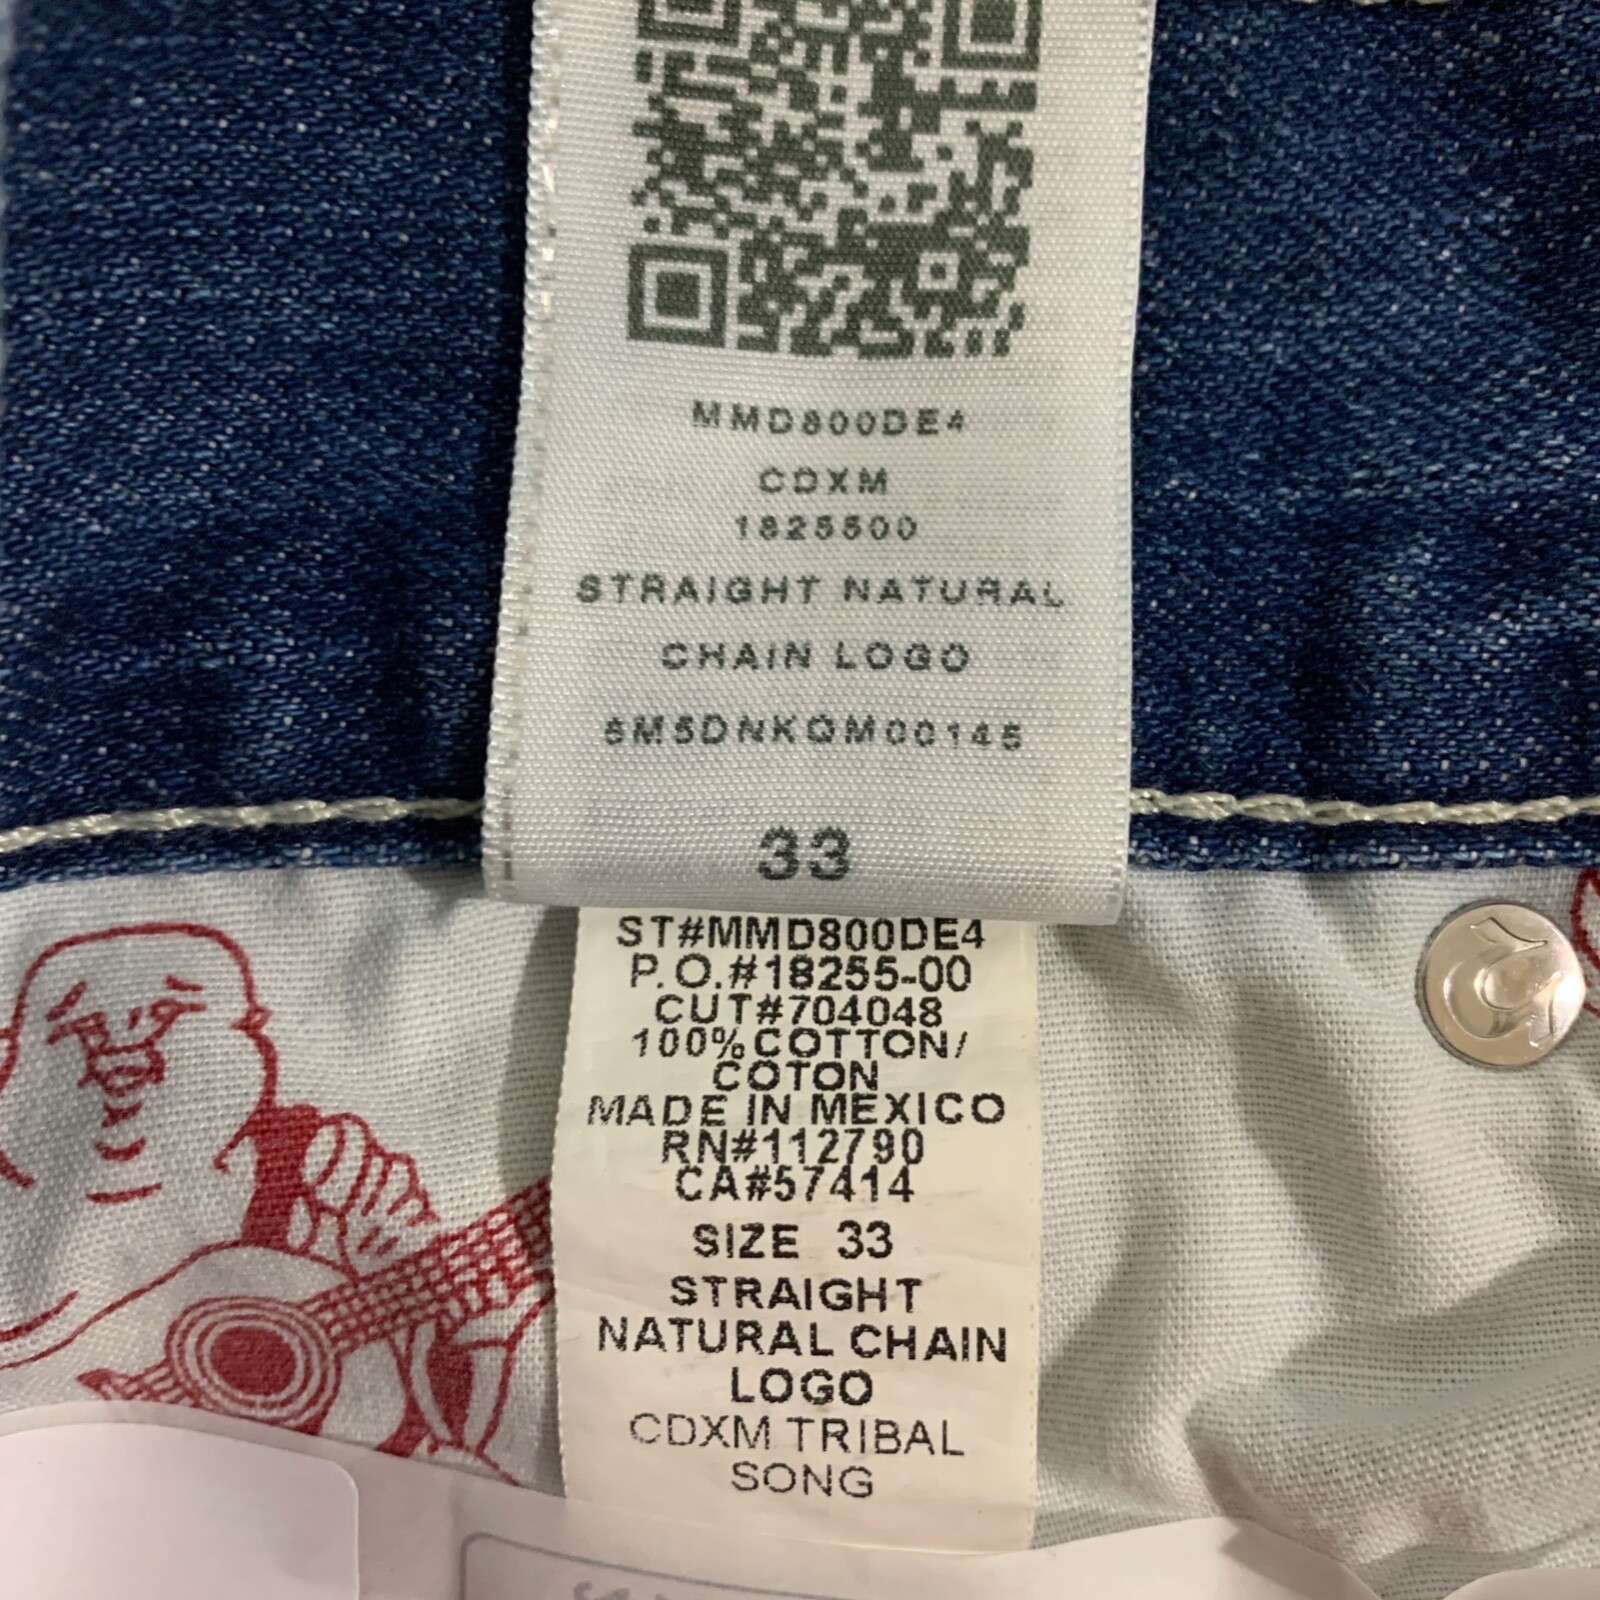 MMD800DE4
CDXM
1825500
STRAIGHT NATURAL
CHAIN LOGO
5M5DNKQM00145
33
ST#MMD800DE4
P.O.#18255-00
CUT#704048
100% COTTON/
COTON
MADE IN MEXICO
RN#112790
CA#57414
SIZE 33
STRAIGHT
NATURAL CHAIN
LOGO
CDXM TRIBAL
SONG